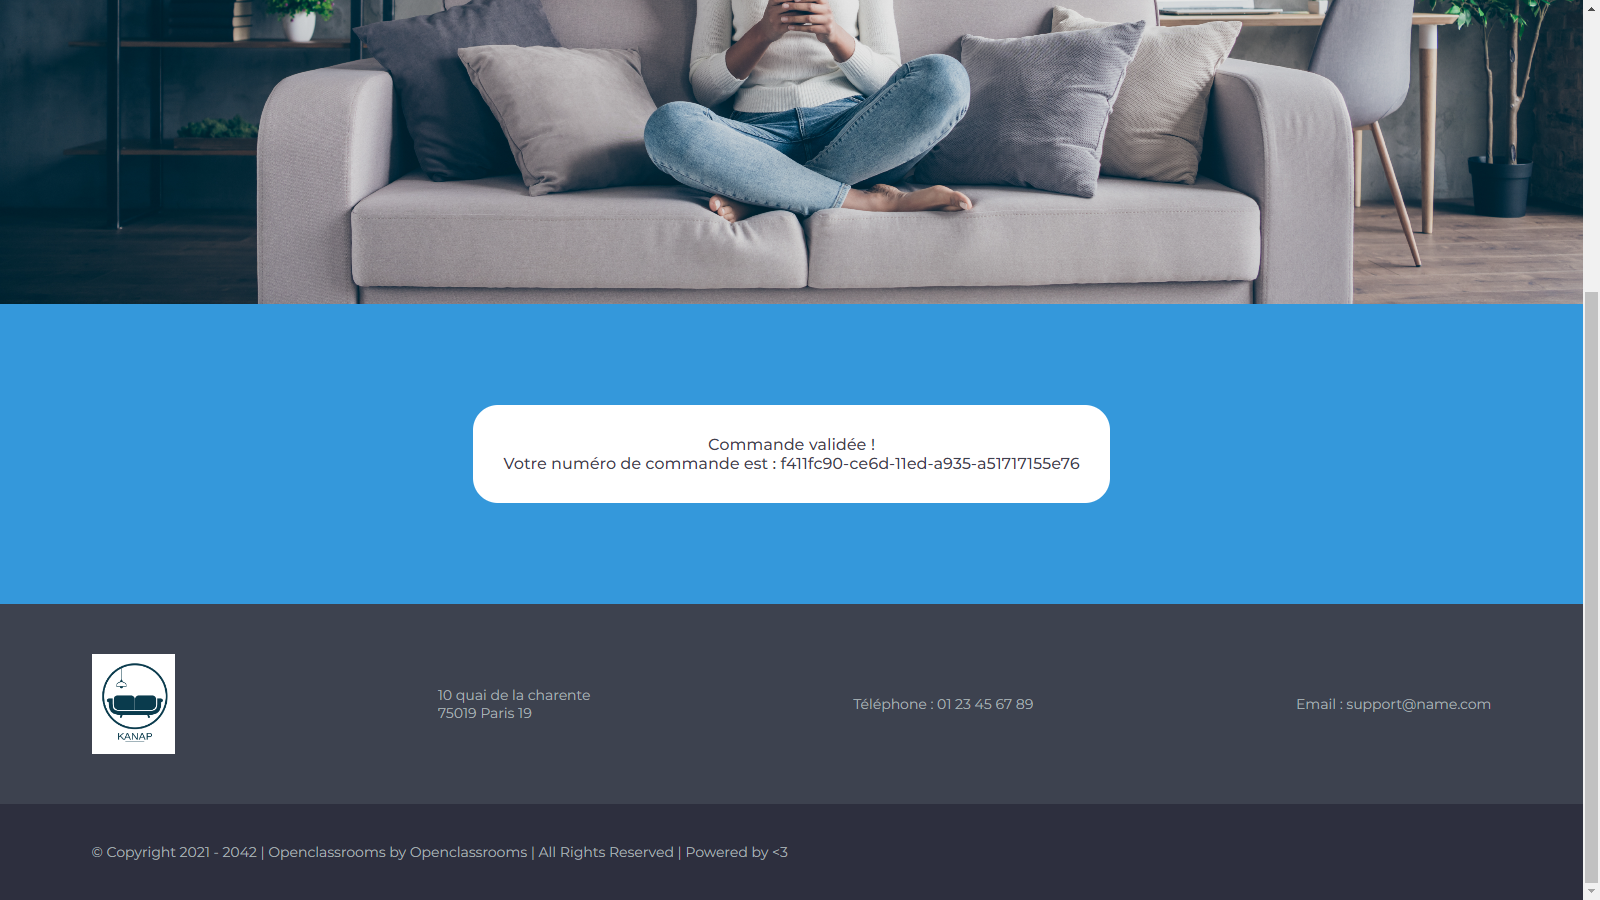 Commande validée !
Votre numéro de commande est : f411fc90-ce6d-11ed-a935-a51717155e76
KANAP
10 quai de la charente
75019 Paris 19
Téléphone : 01 23 45 67 89
Email : support@name.com
© Copyright 2021 - 2042 | Openclassrooms by Openclassrooms | All Rights Reserved | Powered by <3